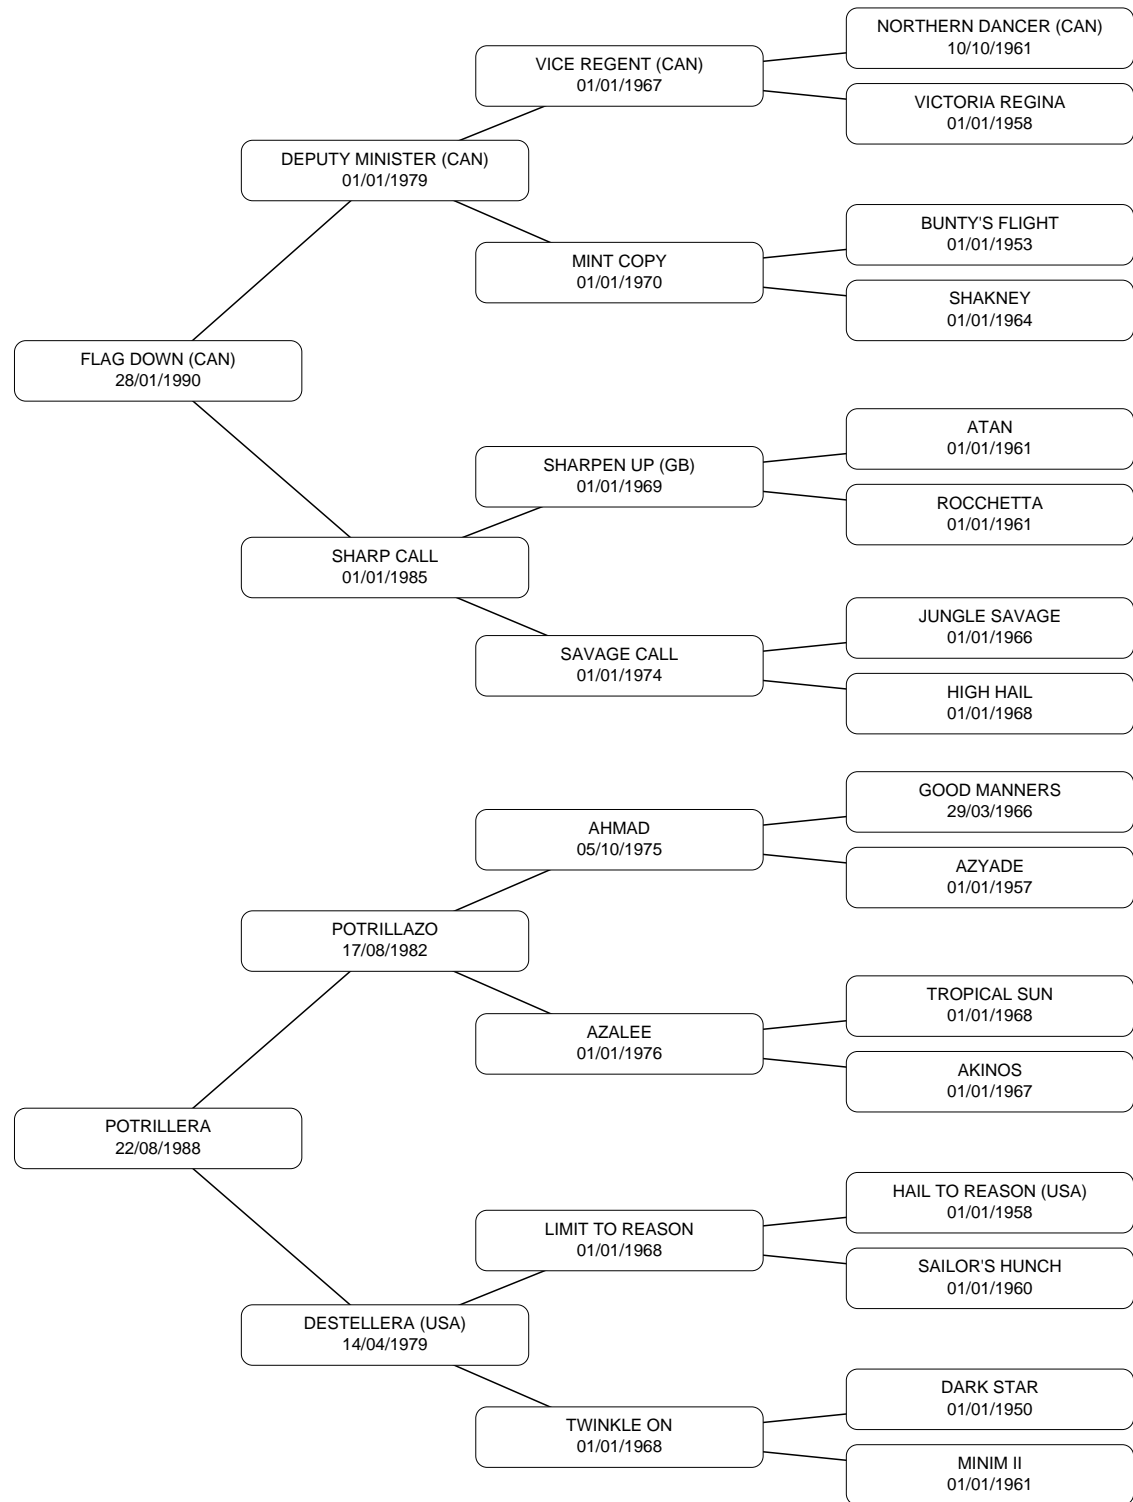 NORTHERN DANCER (CAN)
10/10/1961
VICE REGENT (CAN)
01/01/1967
VICTORIA REGINA
01/01/1958
DEPUTY MINISTER (CAN)
01/01/1979
BUNTY'S FLIGHT
01/01/1953
MINT COPY
01/01/1970
SHAKNEY
01/01/1964
FLAG DOWN (CAN)
28/01/1990
ATAN
01/01/1961
SHARPEN UP (GB)
01/01/1969
ROCCHETTA
01/01/1961
SHARP CALL
01/01/1985
JUNGLE SAVAGE
01/01/1966
SAVAGE CALL
01/01/1974
HIGH HAIL
01/01/1968
GOOD MANNERS
29/03/1966
AHMAD
05/10/1975
AZYADE
01/01/1957
POTRILLAZO
17/08/1982
TROPICAL SUN
01/01/1968
AZALEE
01/01/1976
AKINOS
01/01/1967
POTRILLERA
22/08/1988
HAIL TO REASON (USA)
01/01/1958
LIMIT TO REASON
01/01/1968
SAILOR'S HUNCH
01/01/1960
DESTELLERA (USA)
14/04/1979
DARK STAR
01/01/1950
TWINKLE ON
01/01/1968
MINIM II
01/01/1961